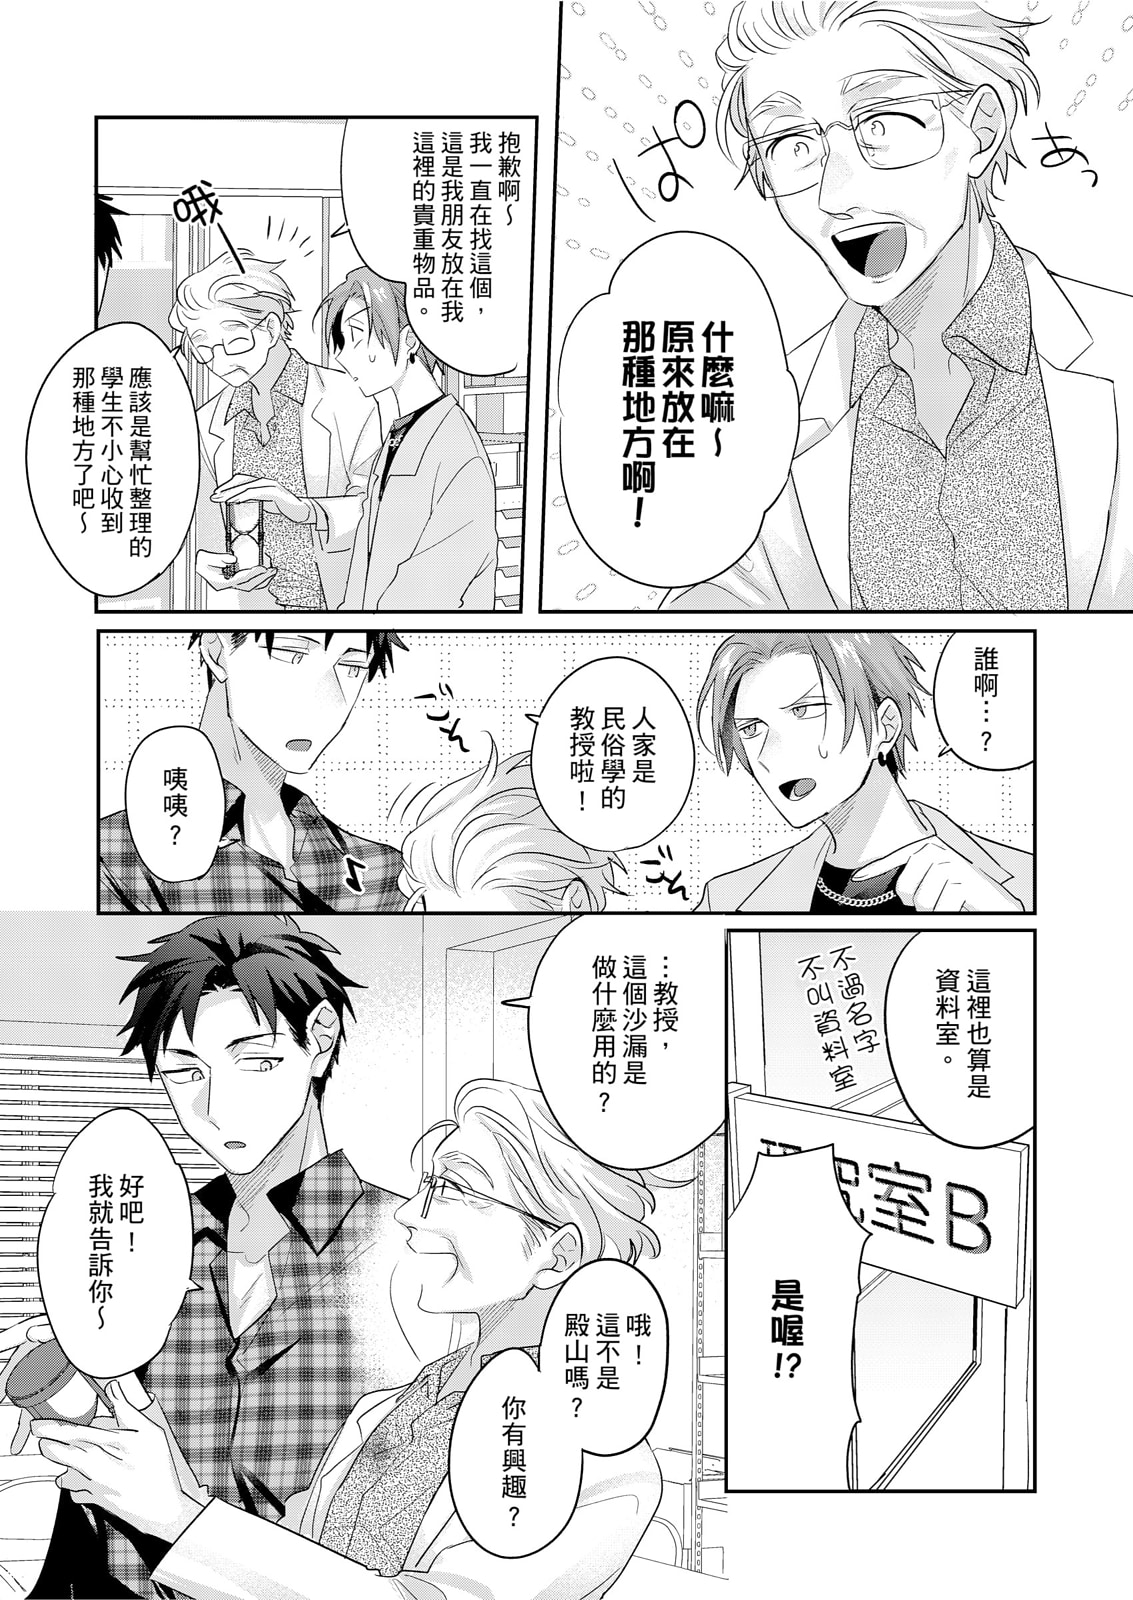 ぱ
あっ
什麼嘛～
原來放在
那種地方啊！
抱歉啊～
我一直在找這個，
這是我朋友放在我
這裡的貴重物品。
哦
應該是幫忙整理的
學生不小心收到
那種地方了吧～
誰啊…？
人家是
民俗學的
教授啦！
ぷん
ぷん
咦咦？
這裡也算是
資料室。
不過名字
不叫資料室
室B
是喔!?
…教授，
這個沙漏是
做什麼用的？
哦！
這不是
殿山嗎？
你有興趣？
好吧！
我就告訴你～